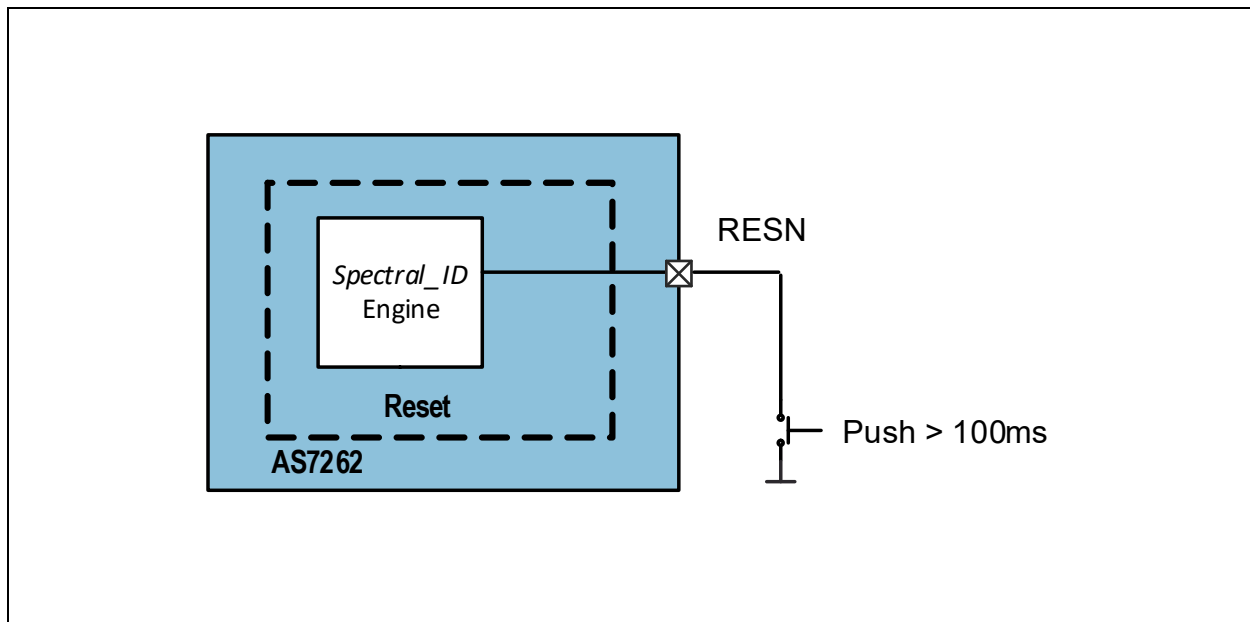 RESN
Spectral_ID
Engine
Reset
Push > 100ms
AS7262